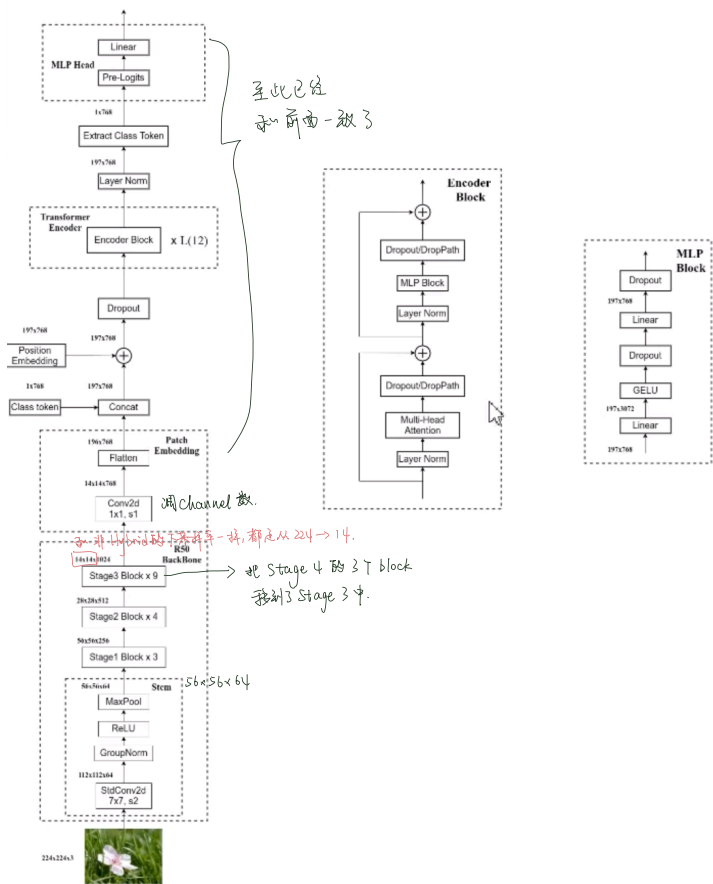 Linear
MLP Head
Pre-Logits
1x768
Extract Class Token
197x768
Layer Norm
Transformer
Encoder
Encoder Block
x L(12)
Dropout
197x768
197x768
Position
Embedding
1x768
197x768
Class token
Concat
196x768
Patch
Embedding
Flatten
14x14x768
Conv2d
1x1, s1
调channel数.
和非Hybrid的下采样率一样,都是从224→14.
R50
BackBone
14x14x1024
Stage3 Block x 9
28x28x512
Stage2 Block x 4
56x56x256
Stage1 Block x 3
56x56x64
Stem
56x56x64
MaxPool
ReLU
GroupNorm
112x112x64
StdConv2d
7x7, s2
224x224x3
至此已经
和前面一致了
把Stage 4的3个block
移到了Stage 3中.
Encoder
Block
Dropout/DropPath
MLP Block
Layer Norm
Dropout/DropPath
Multi-Head
Attention
Layer Norm
MLP
Block
Dropout
197x768
Linear
Dropout
GELU
197x3072
Linear
197x768